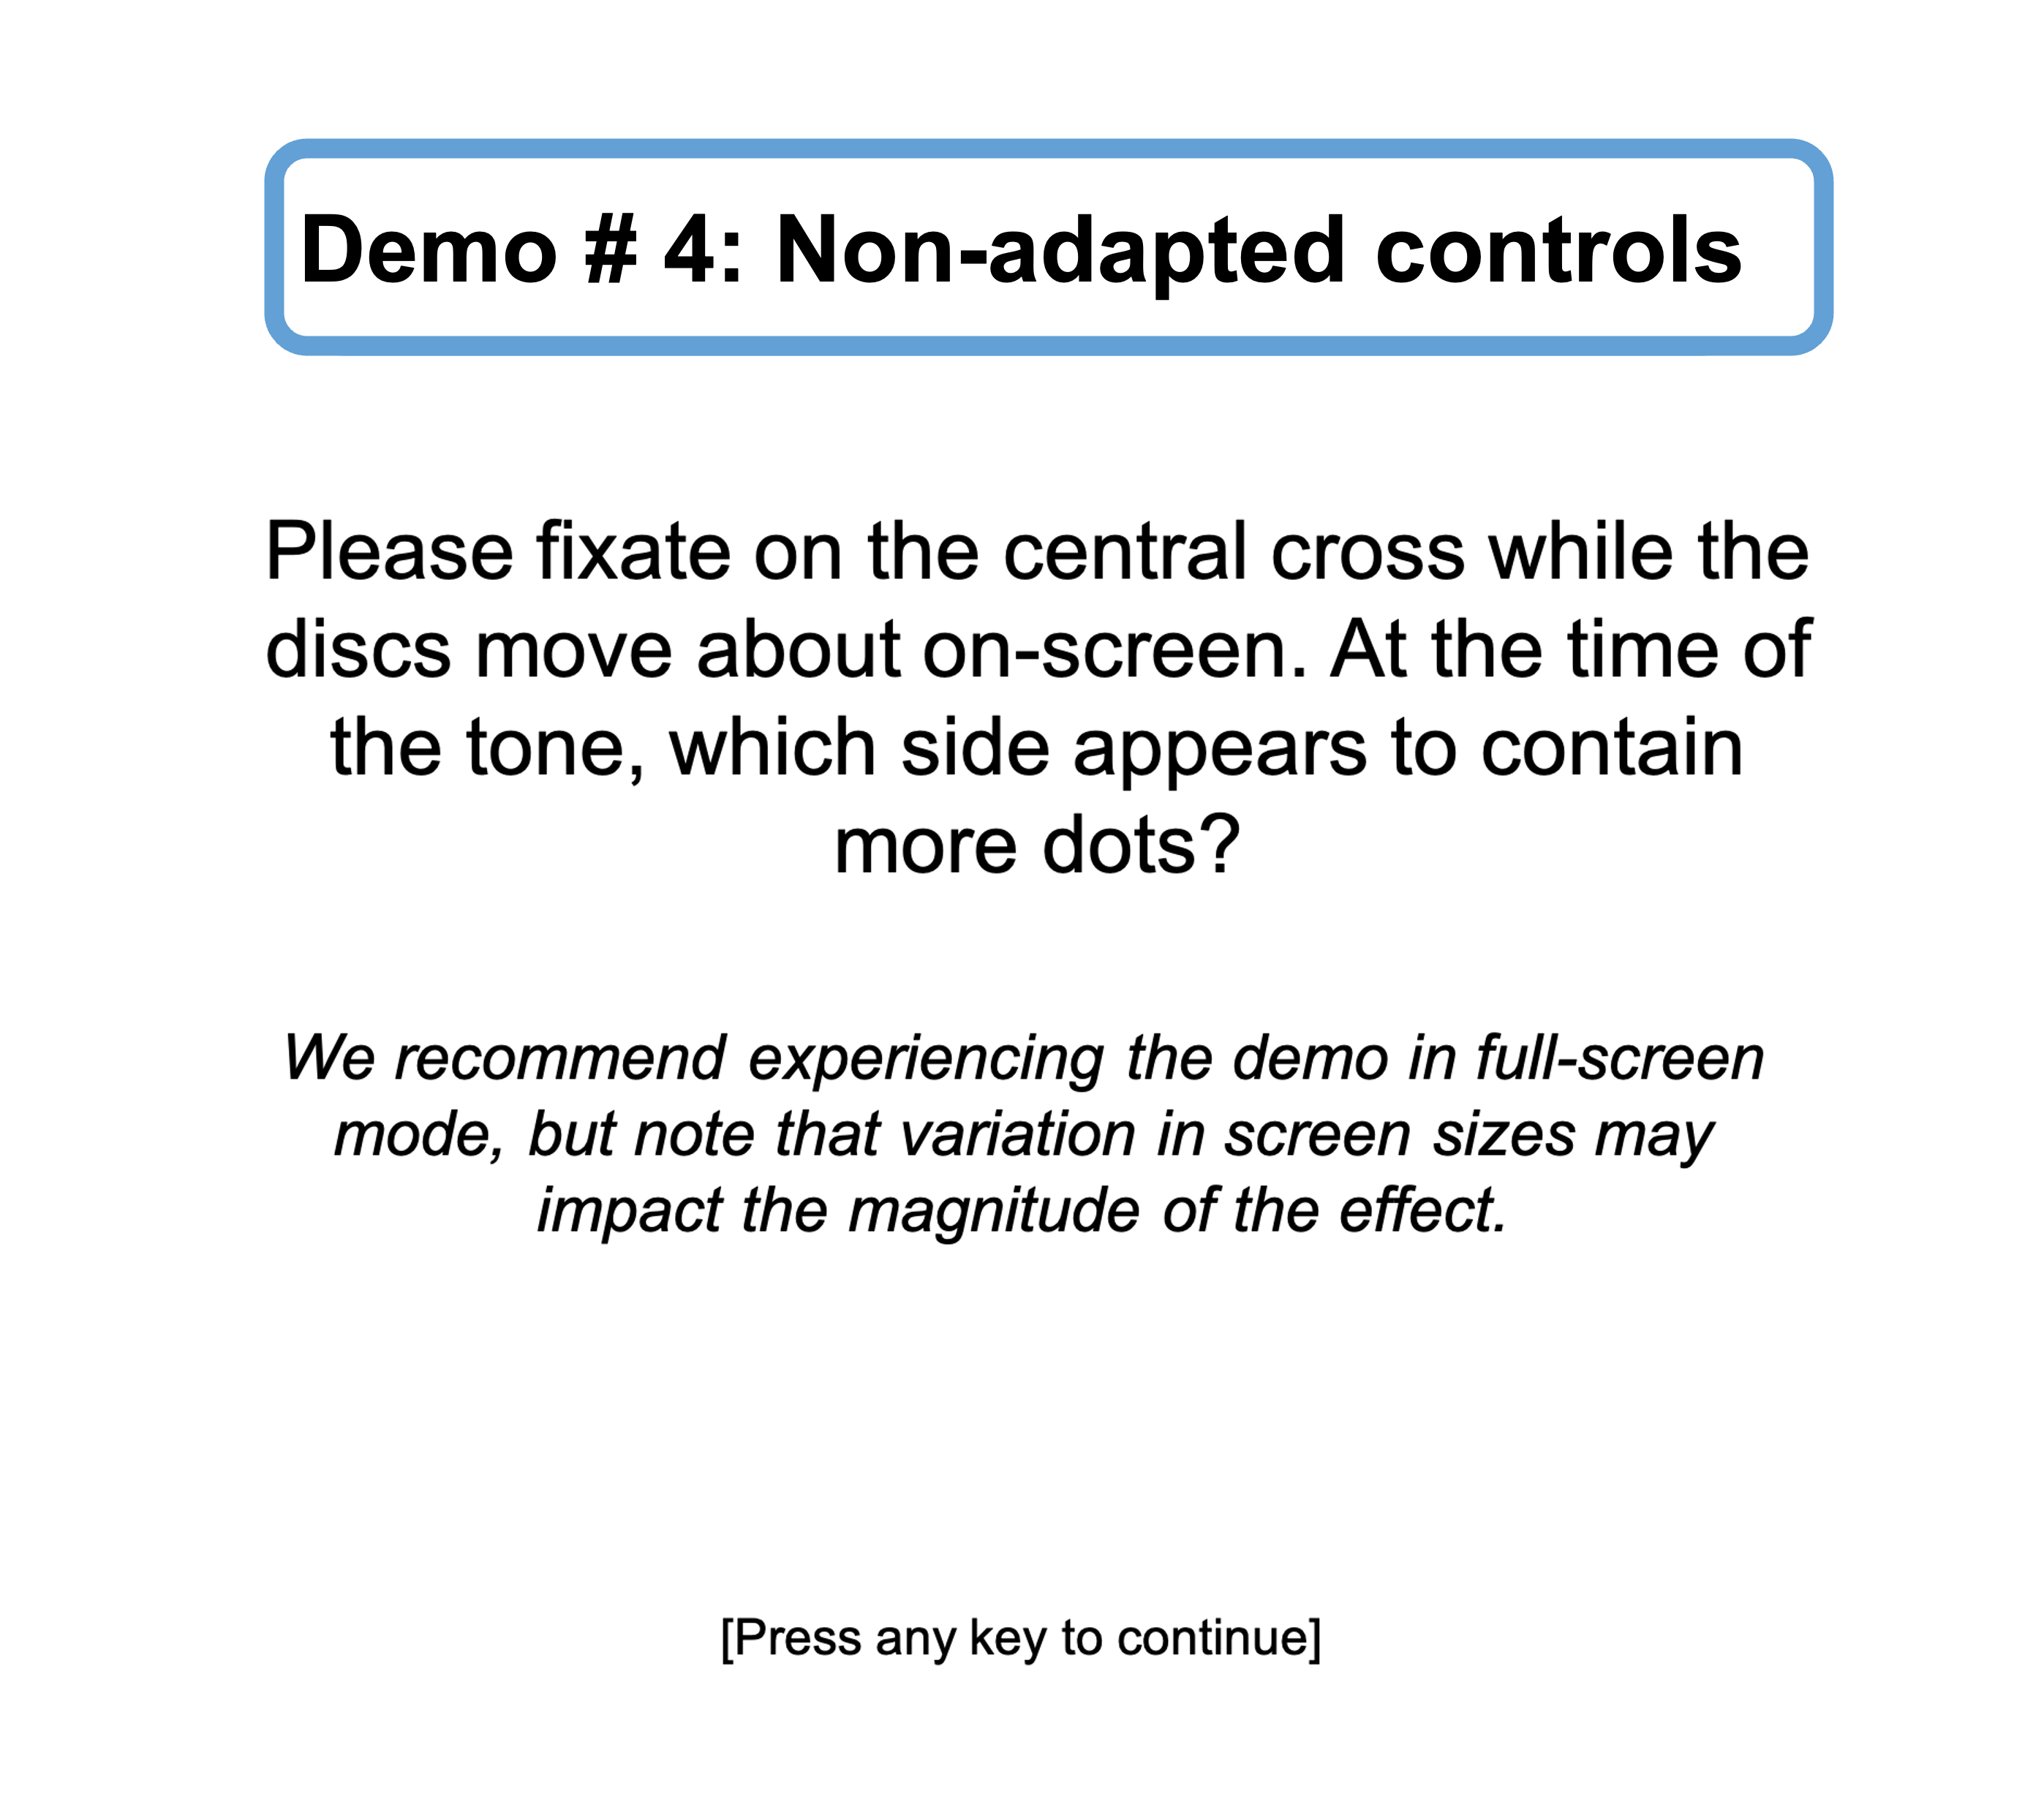 Demo # 4: Non-adapted controls
Please fixate on the central cross while the
discs move about on-screen. At the time of
the tone, which side appears to contain
more dots?
We recommend experiencing the demo in full-screen
mode, but note that variation in screen sizes may
impact the magnitude of the effect.
[Press any key to continue]